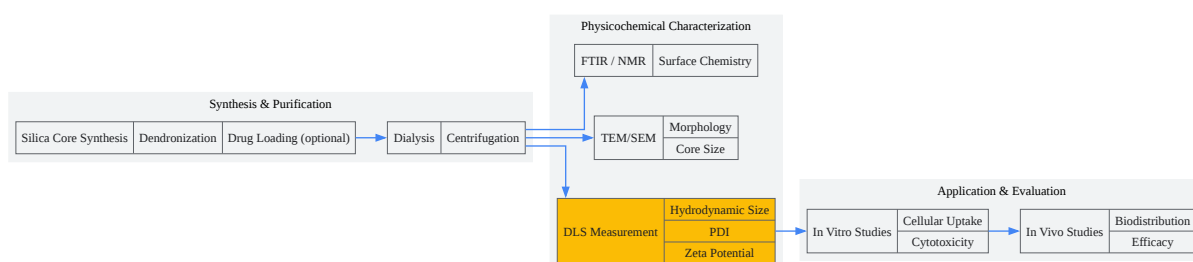 Physicochemical Characterization
FTIR / NMR
Surface Chemistry
Synthesis & Purification
Silica Core Synthesis
Dendronization
Drug Loading (optional)
Dialysis
Centrifugation
TEM/SEM
Morphology
Core Size
DLS Measurement
Hydrodynamic Size
PDI
Zeta Potential
Application & Evaluation
In Vitro Studies
Cellular Uptake
Cytotoxicity
In Vivo Studies
Biodistribution
Efficacy